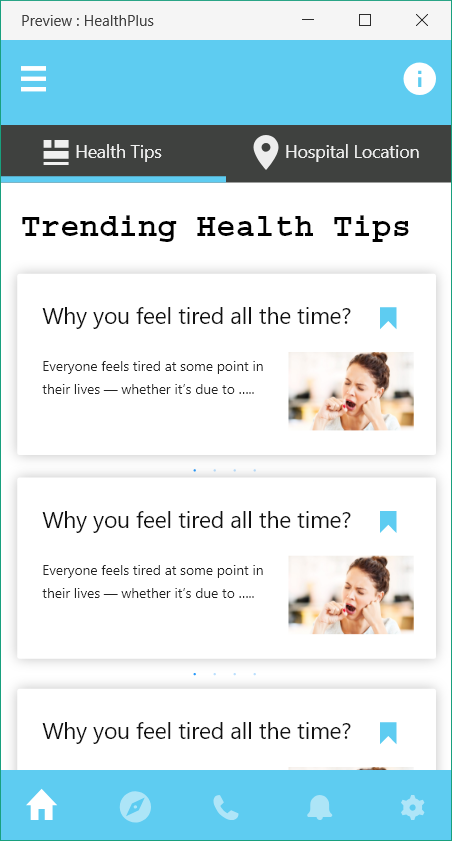 Preview : HealthPlus
Health Tips
Hospital Location
Trending Health Tips
Why you feel tired all the time?
Everyone feels tired at some point in
their lives — whether it's due to .....
Why you feel tired all the time?
Everyone feels tired at some point in
their lives — whether it's due to .....
Why you feel tired all the time?